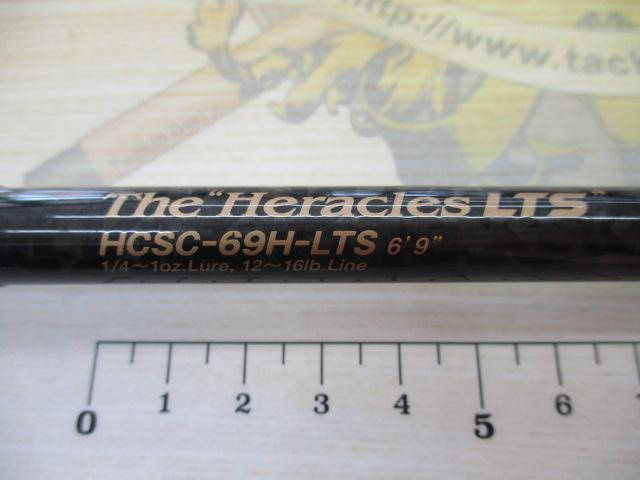 http://www.tack
The "Heracles LTS"
HCSC-69H-LTS 6'9"
1/4~1oz.Lure, 12~16lb.Line
0 1 2 3 4 5 6